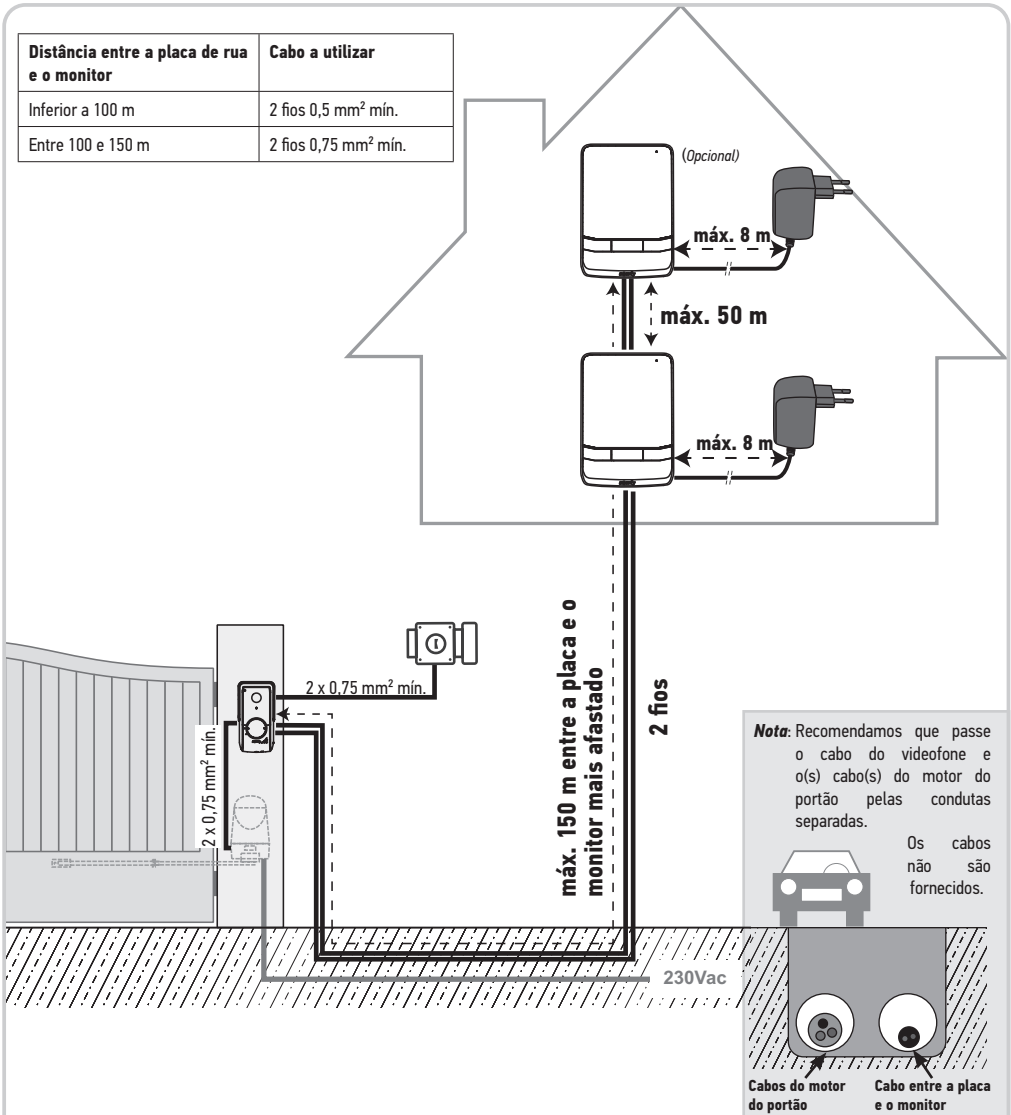 Distância entre a placa de rua
e o monitor
Cabo a utilizar
Inferior a 100 m
2 fios 0,5 mm² mín.
Entre 100 e 150 m
2 fios 0,75 mm² mín.
(Opcional)
máx. 8 m
máx. 50 m
máx. 8 m
máx. 150 m entre a placa e o
monitor mais afastado
2 fios
2 x 0,75 mm² mín.
2 x 0,75 mm² mín.
230Vac
Nota: Recomendamos que passe
o cabo do videofone e
o(s) cabo(s) do motor do
portão pelas condutas
separadas.
Os cabos
não são
fornecidos.
Cabos do motor
do portão
Cabo entre a placa
e o monitor